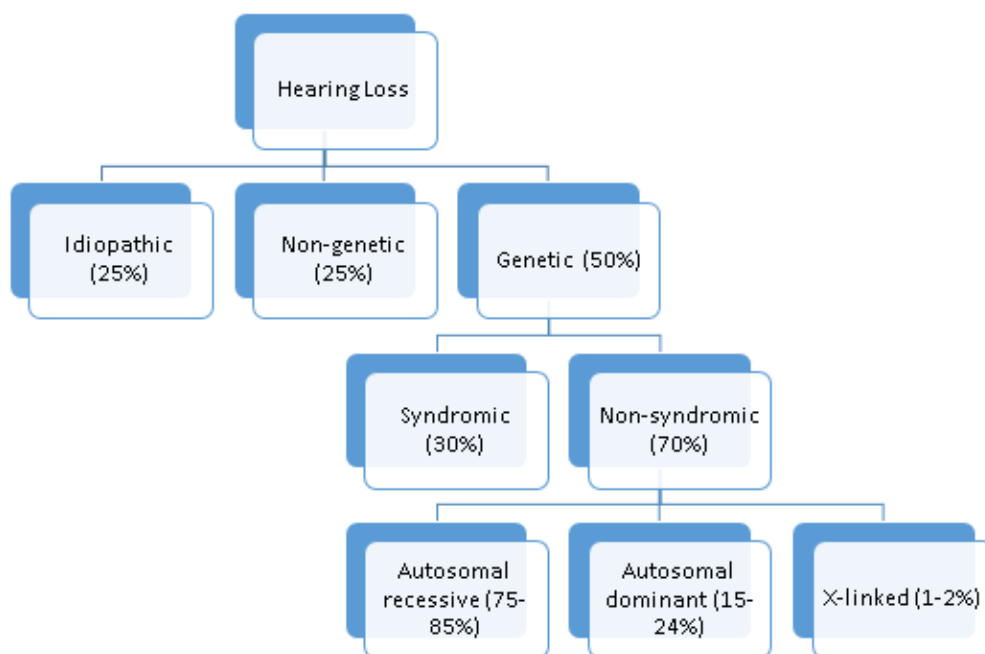 Hearing Loss
Idiopathic
(25%)
Non-genetic
(25%)
Genetic (50%)
Syndromic
(30%)
Non-syndromic
(70%)
Autosomal
recessive (75-
85%)
Autosomal
dominant (15-
24%)
X-linked (1-2%)